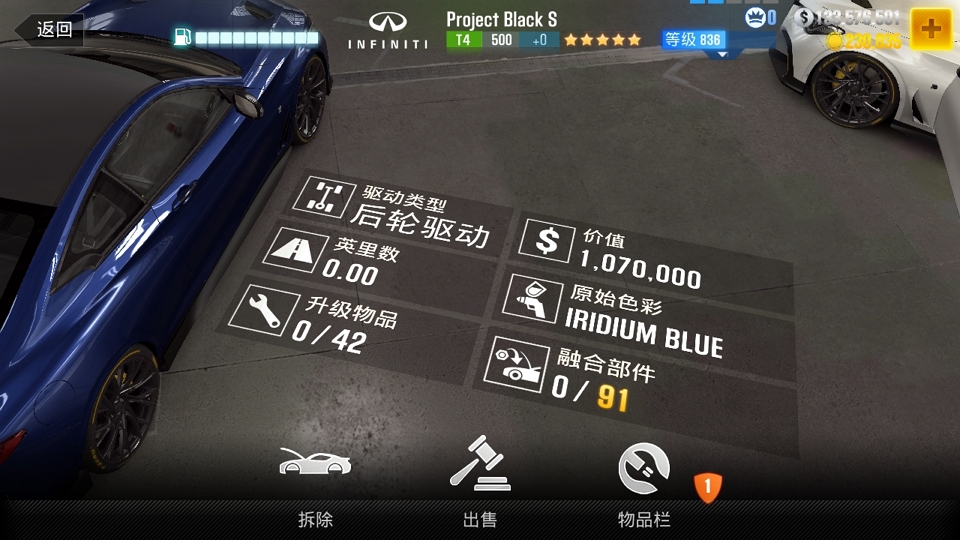 返回
INFINITI
Project Black S
T4 500 +0
等级 836
0
驱动类型
后轮驱动
英里数
0.00
升级物品
0 / 42
价值
1,070,000
原始色彩
IRIDIUM BLUE
融合部件
0 / 91
拆除
出售
物品栏
1